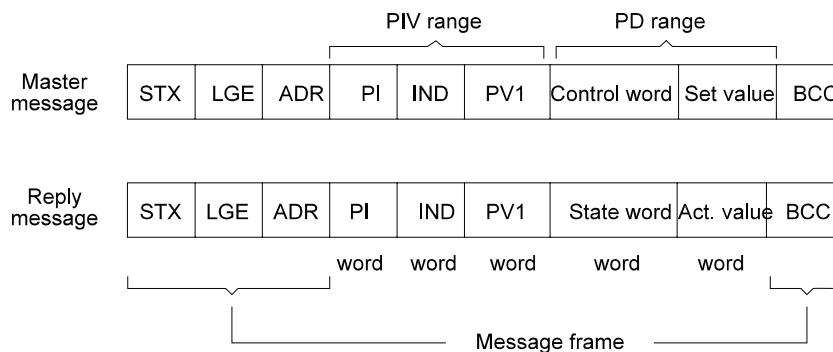 PIV range PD range
Master message STX LGE ADR PI IND PV1 Control word Set value BCC
Reply message STX LGE ADR PI IND PV1 State word Act. value BCC
word word word word word
Message frame